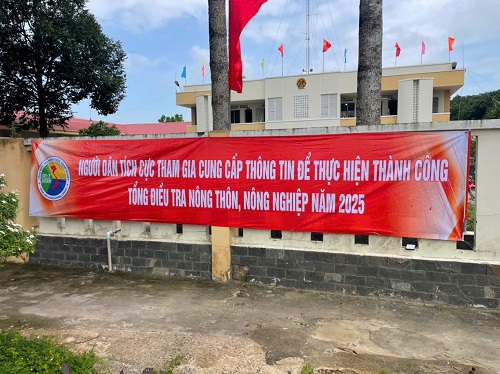 NGƯỜI DÂN TÍCH CỰC THAM GIA CUNG CẤP THÔNG TIN ĐỂ THỰC HIỆN THÀNH CÔNG
TỔNG ĐIỀU TRA NÔNG THÔN, NÔNG NGHIỆP NĂM 2025